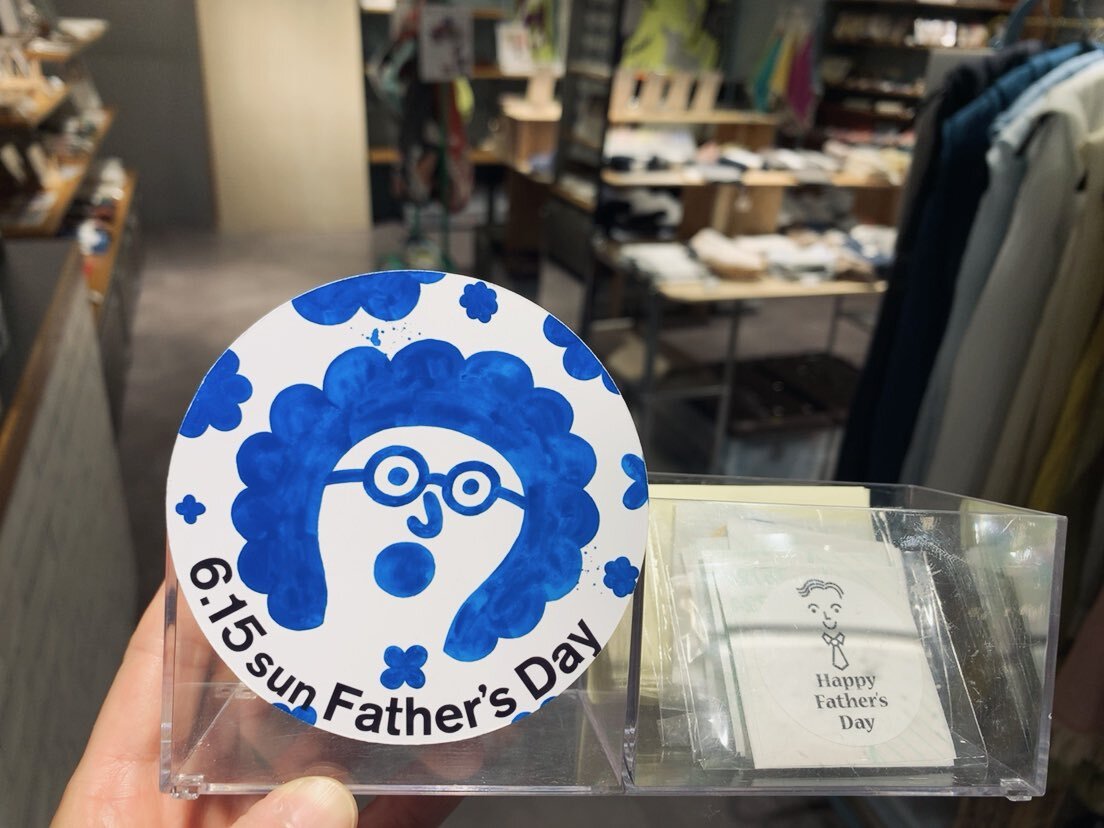 6.15 sun Father's Day
Happy
Father's
Day